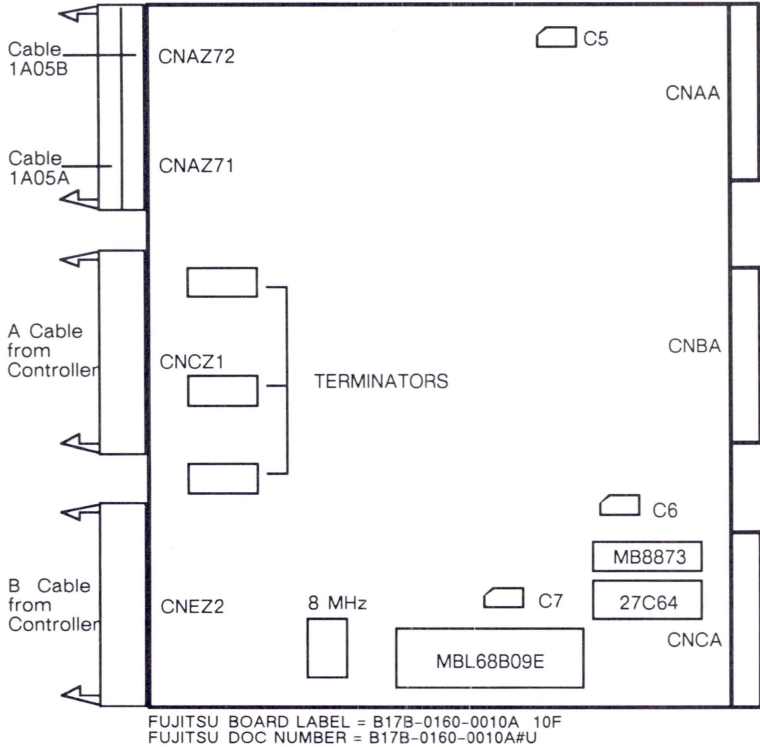 C5
Cable
1A05B
CNAZ72
CNAA
Cable
1A05A
CNAZ71
A Cable
from
Controller
CNCZ1
TERMINATORS
CNBA
C6
MB8873
B Cable
from
Controller
CNEZ2
8 MHz
C7
27C64
CNCA
MBL68B09E
FUJITSU BOARD LABEL = B17B-0160-0010A 10F
FUJITSU DOC NUMBER = B17B-0160-0010A#U